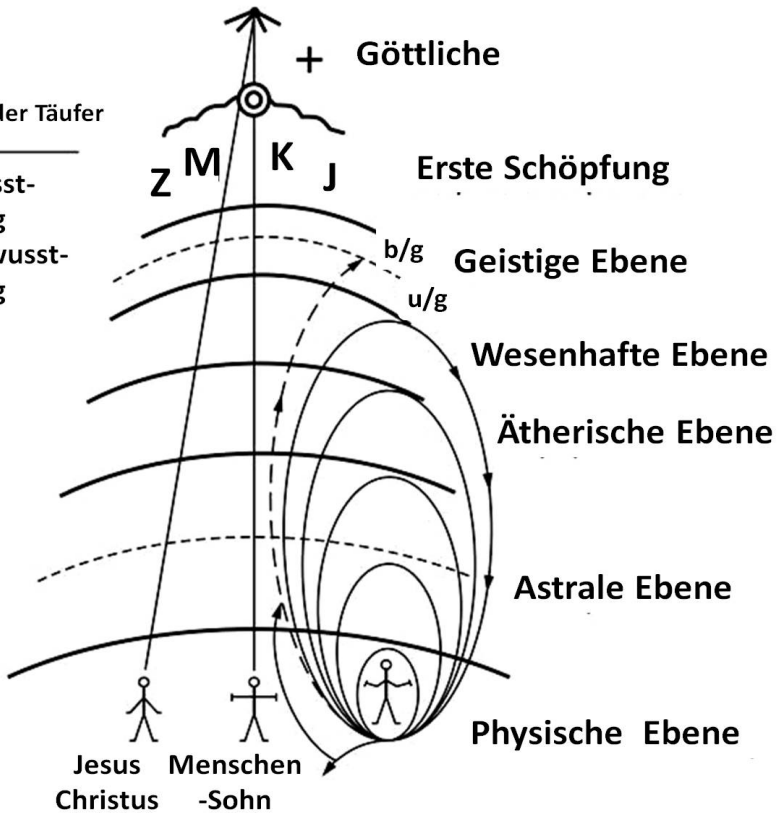 + Göttliche
der Täufer
Z M K J
Erste Schöpfung
b/g
Geistige Ebene
u/g
Wesenhafte Ebene
Ätherische Ebene
Astrale Ebene
Physische Ebene
Jesus
Christus
Menschen
-Sohn